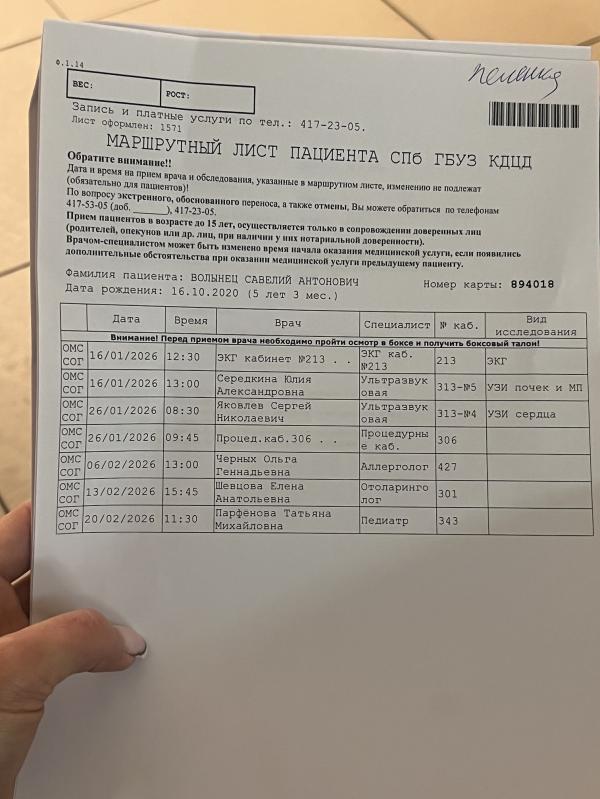 Ф.1.14
пеленка
ВЕС:
РОСТ:
Запись и платные услуги по тел.: 417-23-05.
Лист оформлен: 1571
МАРШРУТНЫЙ ЛИСТ ПАЦИЕНТА СПб ГБУЗ КДЦД
Обратите внимание!!
Дата и время на прием врача и обследования, указанные в маршрутном листе, изменению не подлежат
(обязательно для пациентов)!
По вопросу экстренного, обоснованного переноса, а также отмены, Вы можете обратиться по телефонам
417-53-05 (доб. _______), 417-23-05.
Прием пациентов в возрасте до 15 лет, осуществляется только в сопровождении доверенных лиц
(родителей, опекунов или др. лиц, при наличии у них нотариальной доверенности).
Врачом-специалистом может быть изменено время начала оказания медицинской услуги, если появились
дополнительные обстоятельства при оказании медицинской услуги предыдущему пациенту.
Фамилия пациента: ВОЛЫНЕЦ САВЕЛИЙ АНТОНОВИЧ Номер карты: 894018
Дата рождения: 16.10.2020 (5 лет 3 мес.)
Дата Время Врач Специалист № каб. Вид исследования
Внимание! Перед приемом врача необходимо пройти осмотр в боксе и получить боксовый талон!
ОМС СОГ 16/01/2026 12:30 ЭКГ кабинет №213 . . ЭКГ каб. №213 213 ЭКГ
ОМС СОГ 16/01/2026 13:00 Середкина Юлия Александровна Ультразвуковая 313-№5 УЗИ почек и МП
ОМС СОГ 26/01/2026 08:30 Яковлев Сергей Николаевич Ультразвуковая 313-№4 УЗИ сердца
ОМС СОГ 26/01/2026 09:45 Процед.каб.306 . . Процедурные каб. 306
ОМС СОГ 06/02/2026 13:00 Черных Ольга Геннадьевна Аллерголог 427
ОМС СОГ 13/02/2026 15:45 Шевцова Елена Анатольевна Отоларинголог 301
ОМС СОГ 20/02/2026 11:30 Парфенова Татьяна Михайловна Педиатр 343